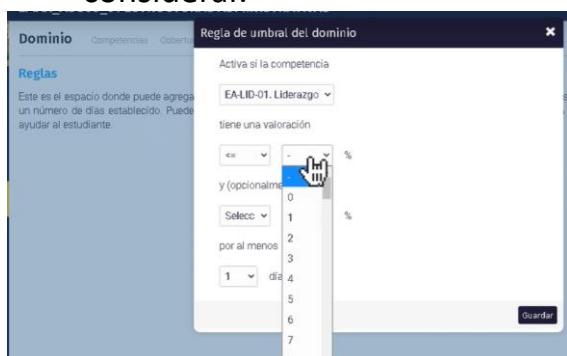 considerar.
Dominio Competencias
Regla de umbral del dominio ×
Reglas
Este es el espacio donde puede agrega
un número de días establecido. Puede
ayudar al estudiante.
Activa si la competencia
EA-LID-01. Liderazgo
tiene una valoración
<= - %
-
y (opcionalme
0
Selecc 1 %
2
por al menos
3
1 día 4
5
6
7
Guardar